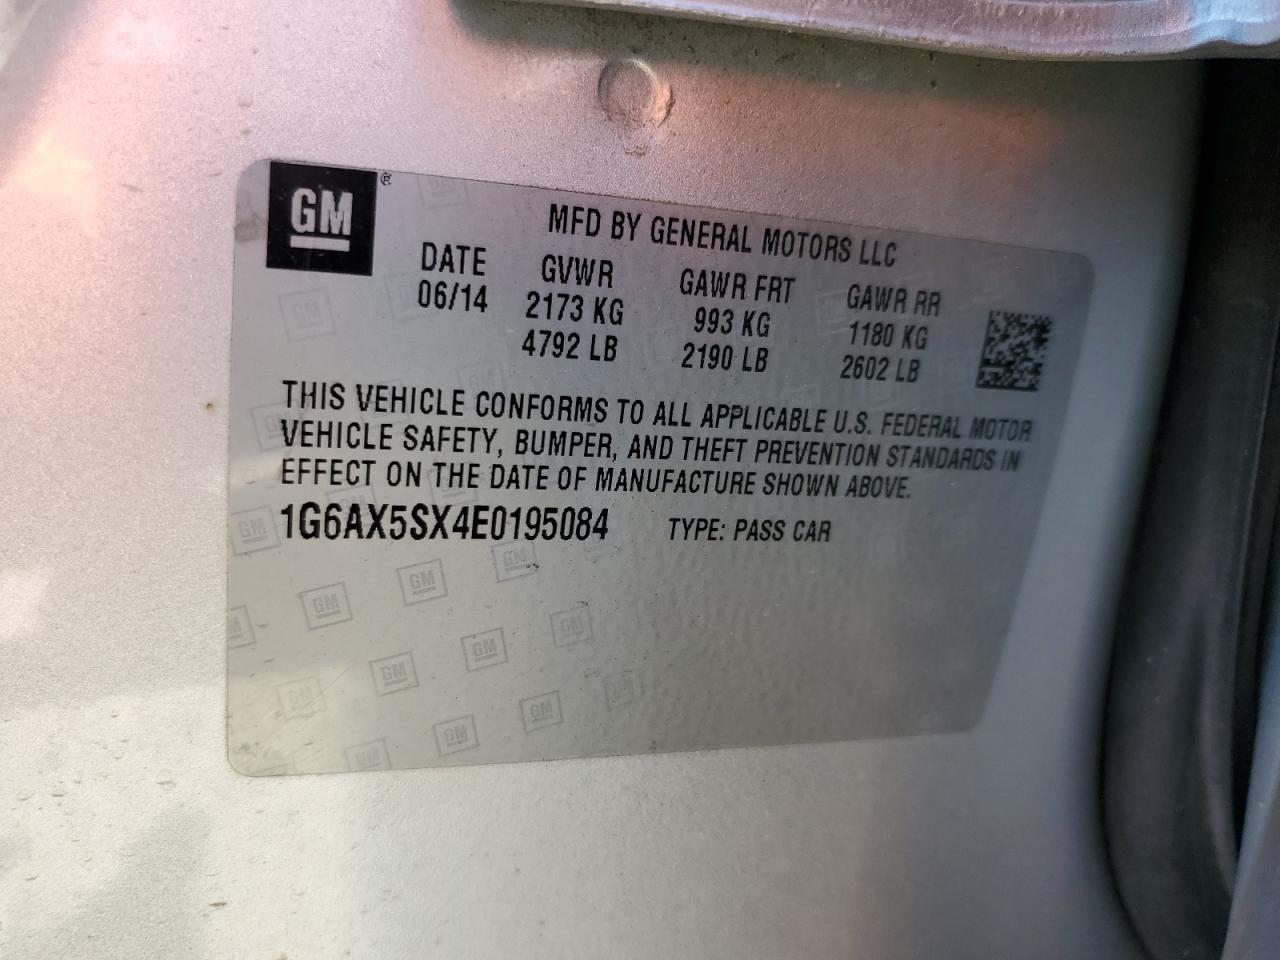 GM ®
MFD BY GENERAL MOTORS LLC
DATE GVWR GAWR FRT GAWR RR
06/14 2173 KG 993 KG 1180 KG
4792 LB 2190 LB 2602 LB
THIS VEHICLE CONFORMS TO ALL APPLICABLE U.S. FEDERAL MOTOR
VEHICLE SAFETY, BUMPER, AND THEFT PREVENTION STANDARDS IN
EFFECT ON THE DATE OF MANUFACTURE SHOWN ABOVE.
1G6AX5SX4E0195084 TYPE: PASS CAR